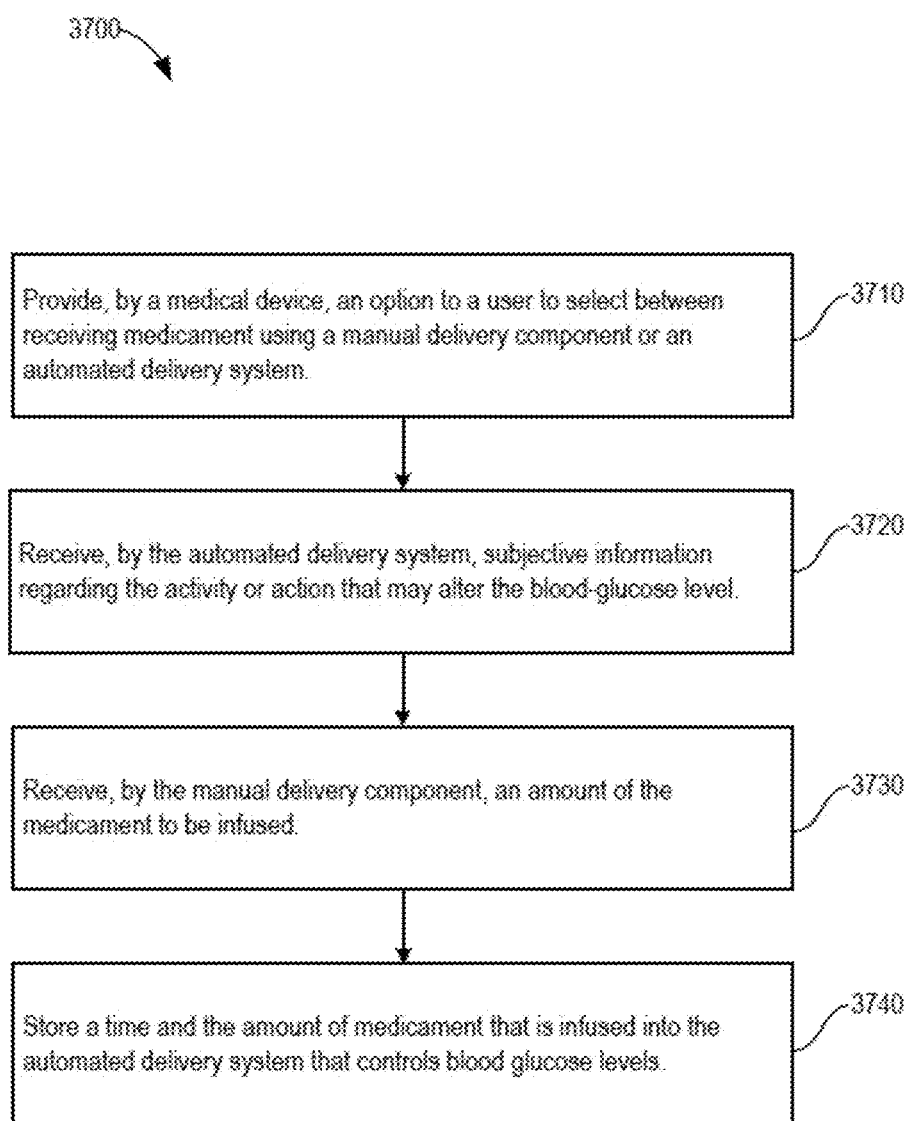 3700
Provide, by a medical device, an option to a user to select between
receiving medicament using a manual delivery component or an
automated delivery system.
3710
Receive, by the automated delivery system, subjective information
regarding the activity or action that may alter the blood-glucose level.
3720
Receive, by the manual delivery component, an amount of the
medicament to be infused.
3730
Store a time and the amount of medicament that is infused into the
automated delivery system that controls blood glucose levels.
3740